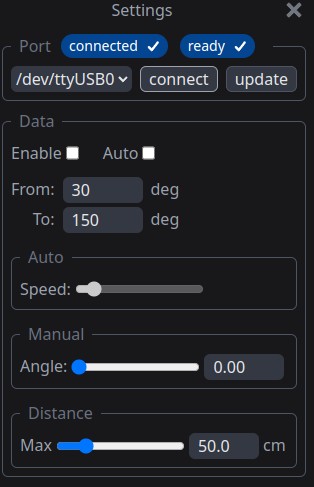 Settings
Port connected ready
/dev/ttyUSB0 connect update
Data
Enable Auto
From: 30 deg
To: 150 deg
Auto
Speed:
Manual
Angle: 0.00
Distance
Max 50.0 cm